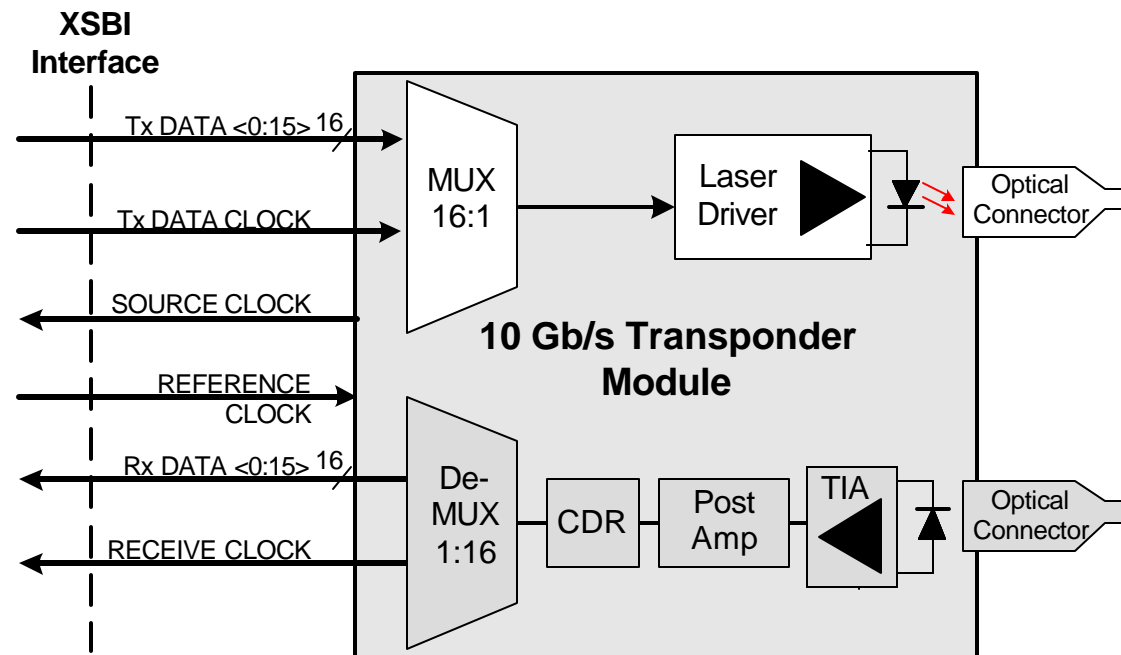 XSBI
Interface
Tx DATA <0:15> 16
MUX
16:1
Laser
Driver
Optical
Connector
Tx DATA CLOCK
SOURCE CLOCK
10 Gb/s Transponder
Module
REFERENCE
CLOCK
Rx DATA <0:15> 16
De-
MUX
1:16
CDR
Post
Amp
TIA
Optical
Connector
RECEIVE CLOCK